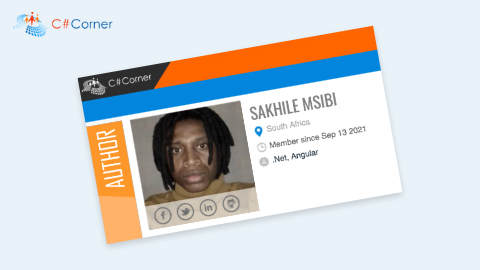 C#Corner
C#Corner
AUTHOR
SAKHILE MSIBI
South Africa
Member since Sep 13 2021
.Net, Angular